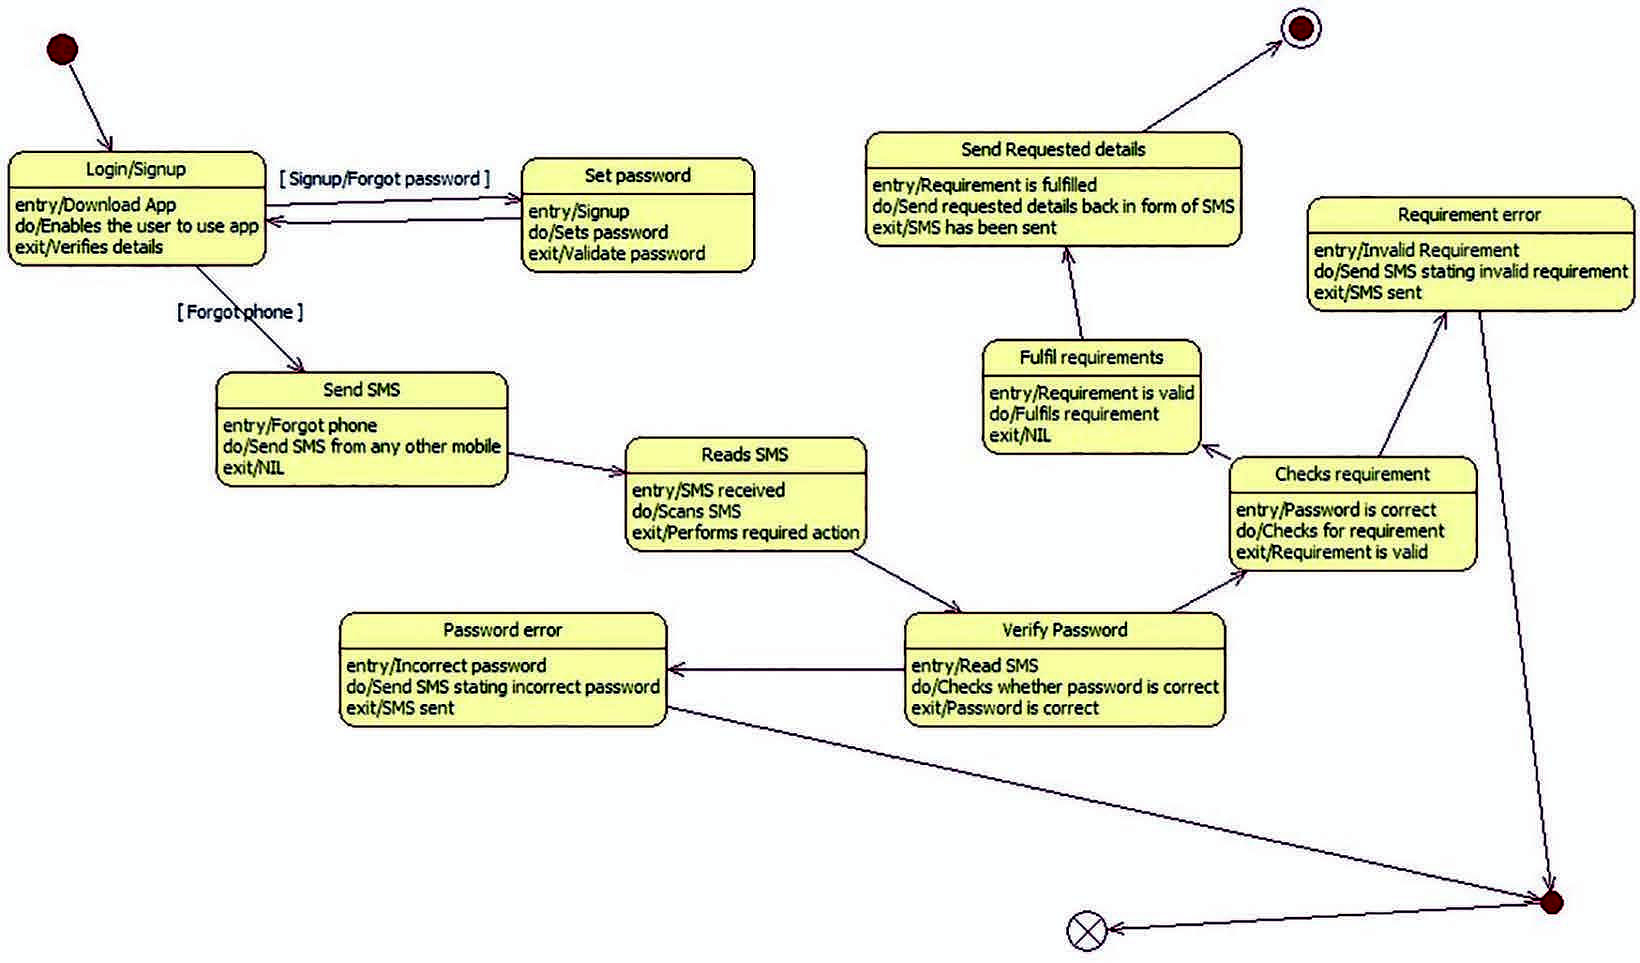 Login/Signup
entry/Download App
do/Enables the user to use app
exit/Verifies details
[ Signup/Forgot password ]
Set password
entry/Signup
do/Sets password
exit/Validate password
[ Forgot phone ]
Send SMS
entry/Forgot phone
do/Send SMS from any other mobile
exit/NIL
Reads SMS
entry/SMS received
do/Scans SMS
exit/Performs required action
Verify Password
entry/Read SMS
do/Checks whether password is correct
exit/Password is correct
Password error
entry/Incorrect password
do/Send SMS stating incorrect password
exit/SMS sent
Checks requirement
entry/Password is correct
do/Checks for requirement
exit/Requirement is valid
Fulfil requirements
entry/Requirement is valid
do/Fulfils requirement
exit/NIL
Send Requested details
entry/Requirement is fulfilled
do/Send requested details back in form of SMS
exit/SMS has been sent
Requirement error
entry/Invalid Requirement
do/Send SMS stating invalid requirement
exit/SMS sent